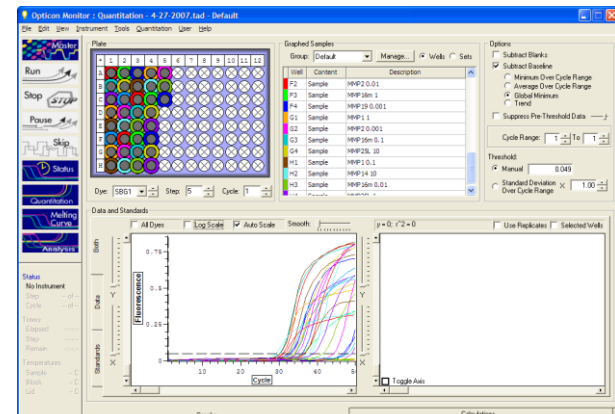 Opticon Monitor : Quantitation - 4-27-2007.tad - Default
File Edit View Instrument Tools Quantitation User Help
Master
Run
Stop
STOP
Pause
Skip
Status
Quantitation
Melting Curve
Analysis
Status
No Instrument
Step -- of --
Cycle -- of --
Timers
Elapsed
Step
Remain
Temperatures
Sample - C
Block - C
Lid - C
Plate
1 2 3 4 5 6 7 8 9 10 11 12
A
B
C
D
E
F
G
H
Dye: SBG1 Step: 5 Cycle: 1
Graphed Samples
Group: Default Manage... Wells Sets
Well Content Description
F2 Sample MMP2 0.01
F3 Sample MMP16m 1
F4 Sample MMP19 0.001
G1 Sample MMP1 1
G2 Sample MMP2 0.001
G3 Sample MMP16m 0.1
G4 Sample MMP25L 10
H1 Sample MMP1 0.1
H2 Sample MMP14 10
H3 Sample MMP16m 0.01
Options
Subtract Blanks
Subtract Baseline
Minimum Over Cycle Range
Average Over Cycle Range
Global Minimum
Trend
Suppress Pre-Threshold Data
Cycle Range: 1 To 1
Threshold:
Manual 0.049
Standard Deviation X 1.00
Over Cycle Range
Data and Standards
All Dyes Log Scale Auto Scale Smooth:
Both
Data
Standards
Y
X
Fluorescence
0.75
0.5
0.25
0
10 20 30 40
Cycle
y = 0; r^2 = 0 Use Replicates Selected Wells
Y
X
Toggle Axis
Calculations